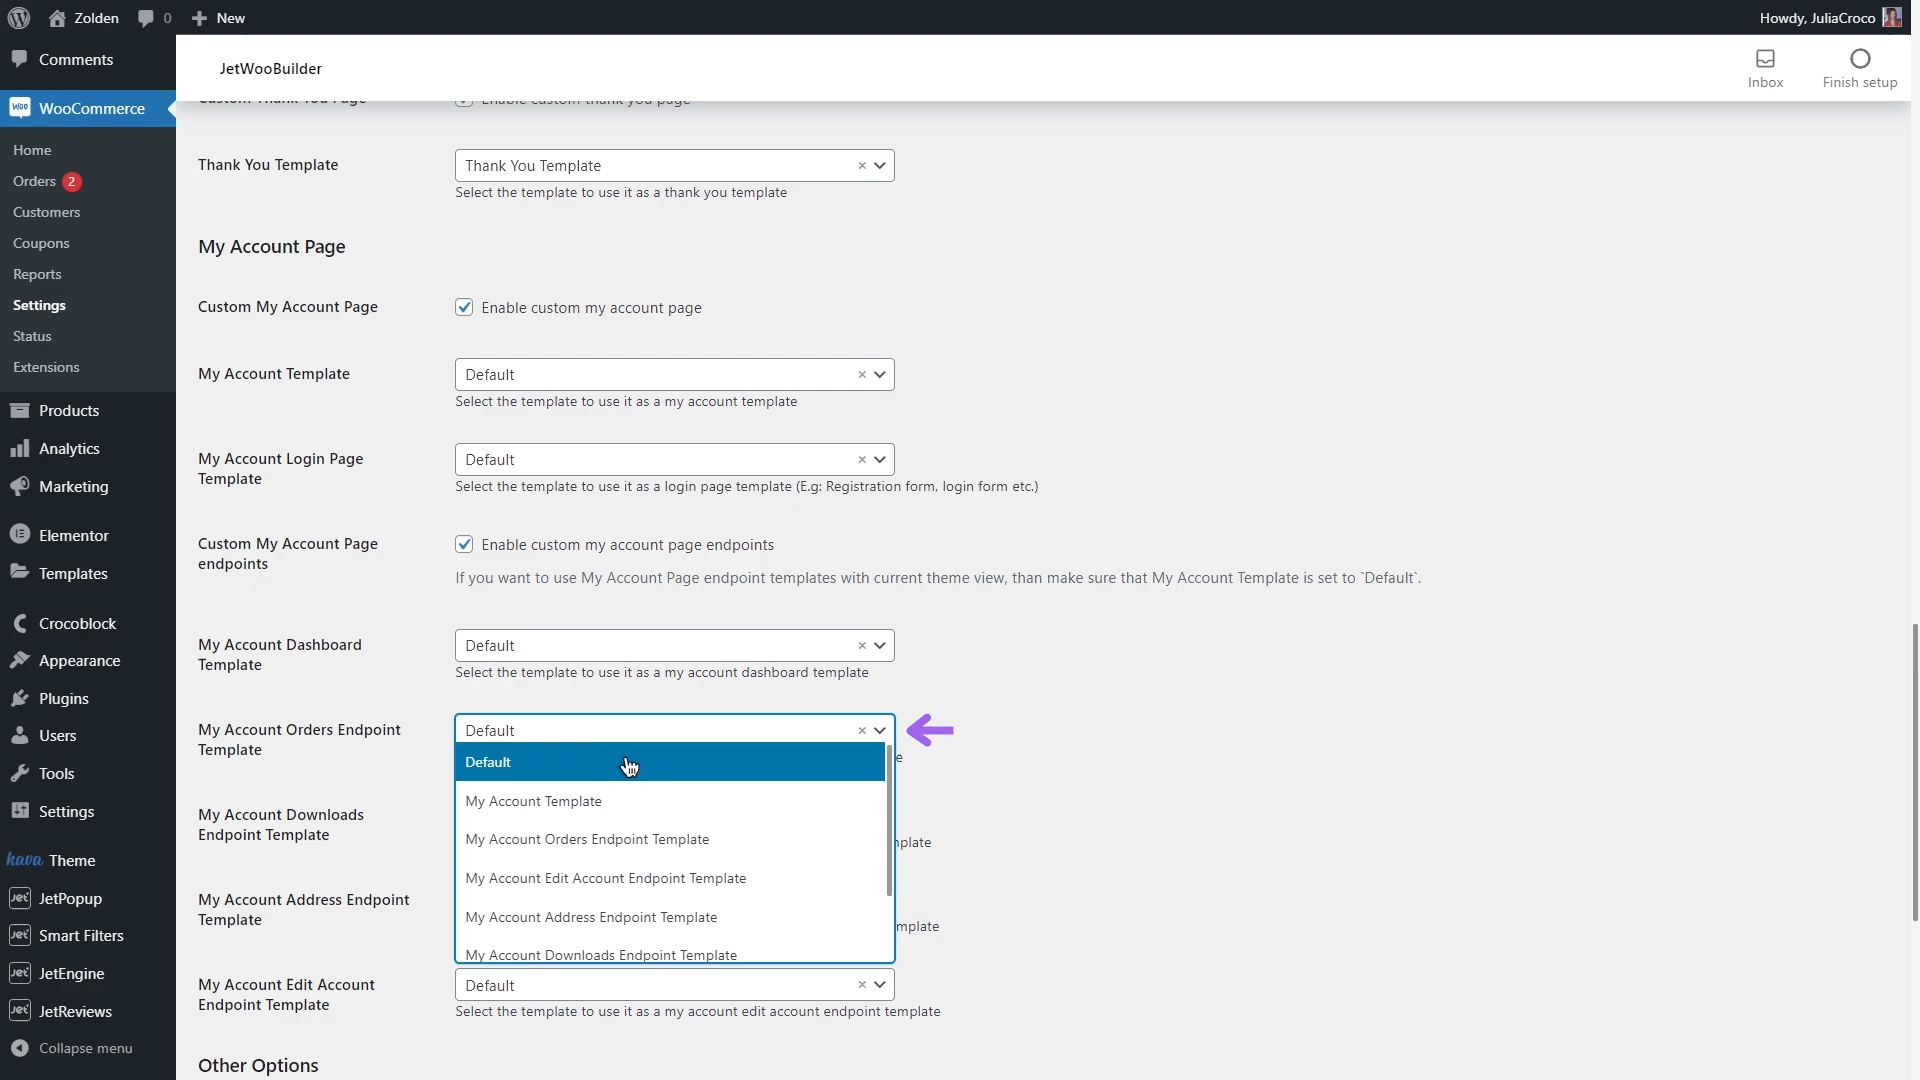 Zolden
0
New
Howdy, JuliaCroco
Comments
JetWooBuilder
Inbox
Finish setup
WooCommerce
Home
Orders 2
Customers
Coupons
Reports
Settings
Status
Extensions
Products
Analytics
Marketing
Elementor
Templates
Crocoblock
Appearance
Plugins
Users
Tools
Settings
hava Theme
Jet JetPopup
Jet Smart Filters
Jet JetEngine
Jet JetReviews
Collapse menu
Custom Thank You Page
Enable custom thank you page
Thank You Template
Thank You Template
Select the template to use it as a thank you template
My Account Page
Custom My Account Page
Enable custom my account page
My Account Template
Default
Select the template to use it as a my account template
My Account Login Page
Template
Default
Select the template to use it as a login page template (E.g: Registration form, login form etc.)
Custom My Account Page
endpoints
Enable custom my account page endpoints
If you want to use My Account Page endpoint templates with current theme view, than make sure that My Account Template is set to `Default`.
My Account Dashboard
Template
Default
Select the template to use it as a my account dashboard template
My Account Orders Endpoint
Template
Default
Default
My Account Template
My Account Orders Endpoint Template
My Account Edit Account Endpoint Template
My Account Address Endpoint Template
My Account Downloads Endpoint Template
My Account Downloads
Endpoint Template
My Account Address Endpoint
Template
mplate
My Account Edit Account
Endpoint Template
Default
Select the template to use it as a my account edit account endpoint template
Other Options